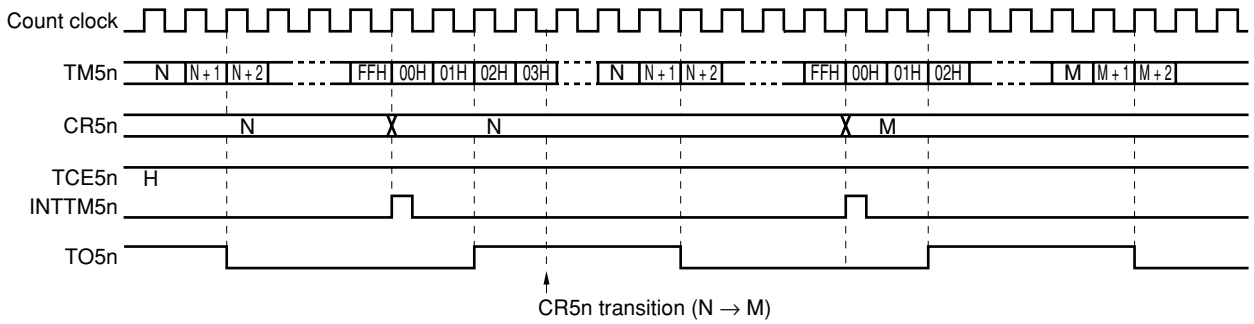 Count clock
TM5n N N + 1 N + 2 FFH 00H 01H 02H 03H N N + 1 N + 2 FFH 00H 01H 02H M M + 1 M + 2
CR5n N N M
TCE5n H
INTTM5n
TO5n
CR5n transition (N → M)